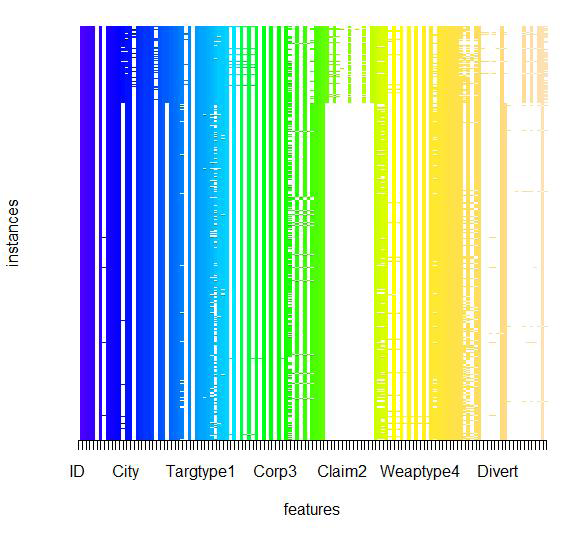 instances
ID City Targtype1 Corp3 Claim2 Weaptype4 Divert
features